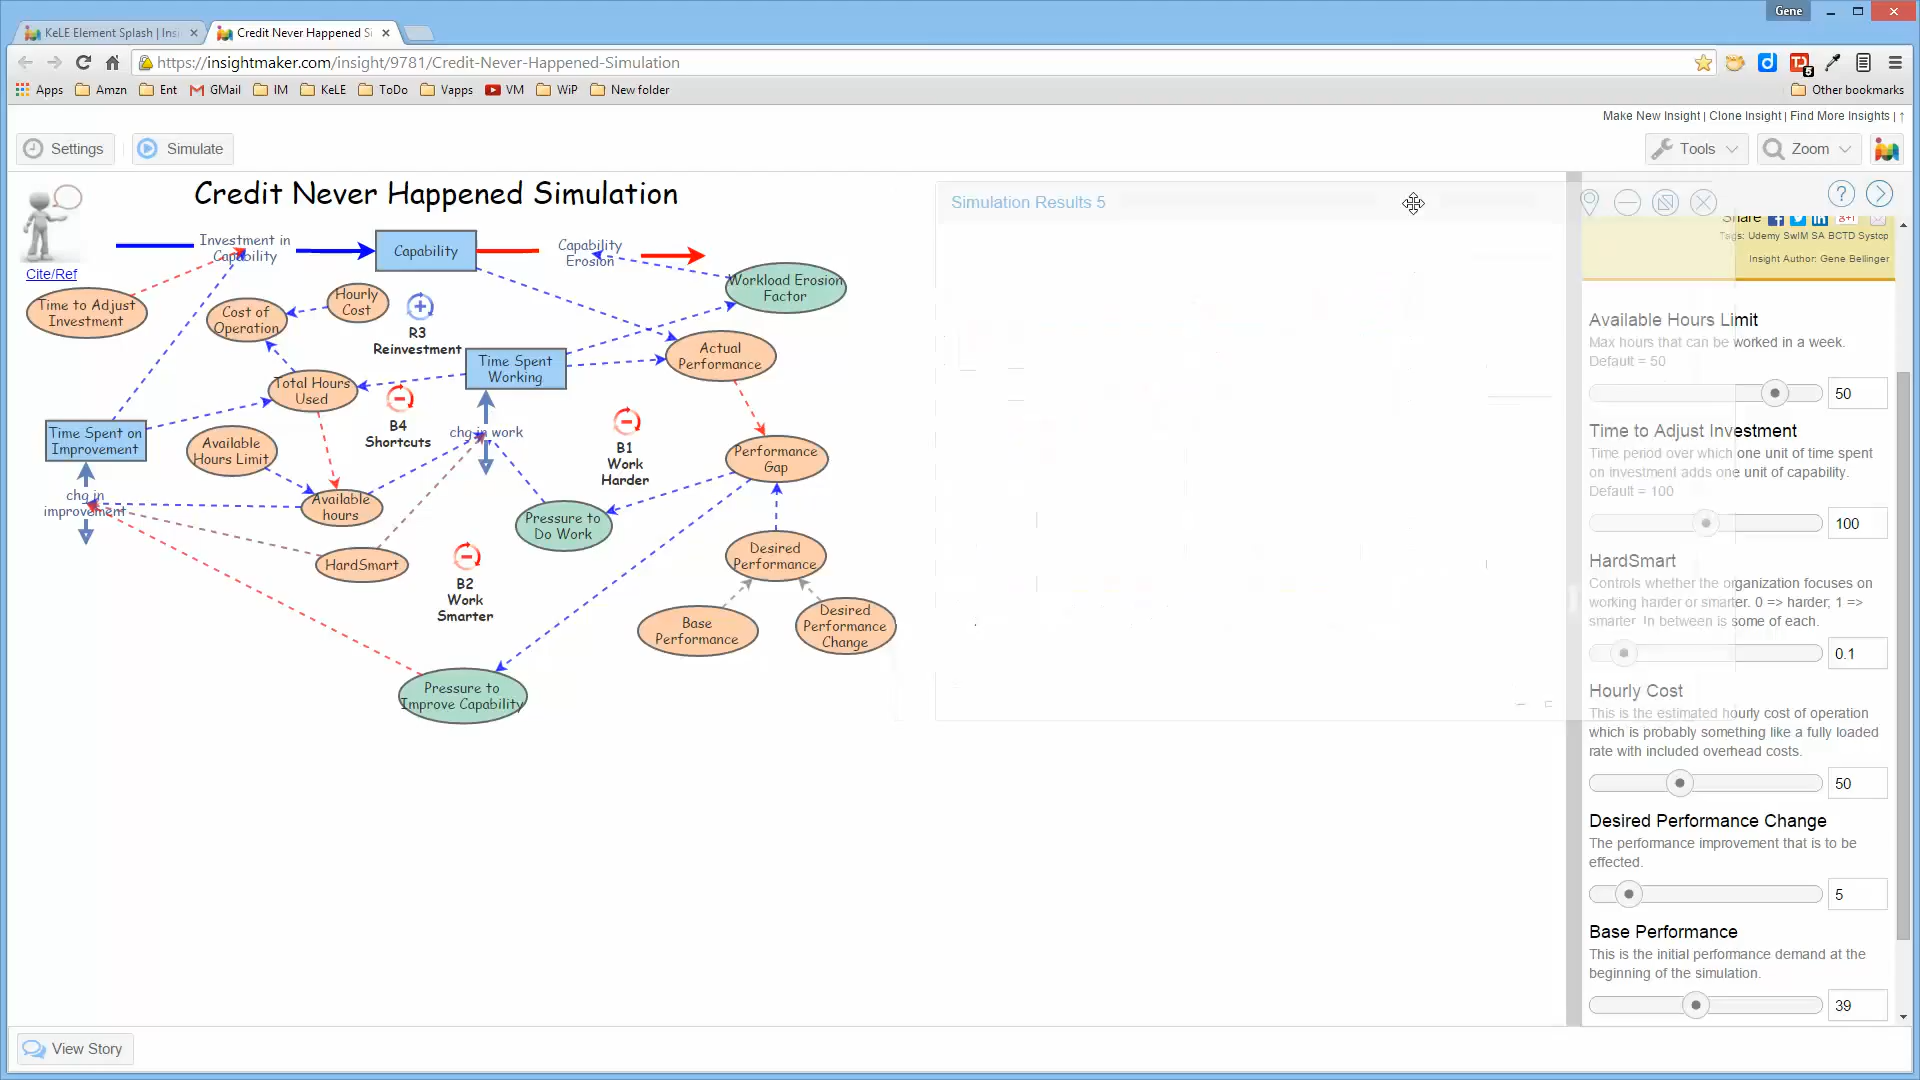 Gene
KeLE Element Splash | Insi
Credit Never Happened Si
https://insightmaker.com/insight/9781/Credit-Never-Happened-Simulation
Apps
Amzn
Ent
GMail
IM
KeLE
ToDo
Vapps
VM
WiP
New folder
Other bookmarks
Make New Insight | Clone Insight | Find More Insights | ↑
Settings
Simulate
Tools
Zoom
Credit Never Happened Simulation
Cite/Ref
Investment in
Capability
Capability
Capability
Erosion
Workload Erosion
Factor
Time to Adjust
Investment
Cost of
Operation
Hourly
Cost
R3
Reinvestment
Time Spent
Working
Actual
Performance
Total Hours
Used
B4
Shortcuts
Time Spent on
Improvement
Available
Hours Limit
chg in work
B1
Work
Harder
Performance
Gap
chg in
improvement
Available
hours
Pressure to
Do Work
HardSmart
B2
Work
Smarter
Desired
Performance
Base
Performance
Desired
Performance
Change
Pressure to
Improve Capability
Simulation Results 5
Share
Tags: Udemy SwIM SA BCTD Systop
Insight Author: Gene Bellinger
Available Hours Limit
Max hours that can be worked in a week.
Default = 50
50
Time to Adjust Investment
Time period over which one unit of time spent
on investment adds one unit of capability.
Default = 100
100
HardSmart
Controls whether the organization focuses on
working harder or smarter. 0 => harder, 1 =>
smarter. In between is some of each.
0.1
Hourly Cost
This is the estimated hourly cost of operation
which is probably something like a fully loaded
rate with included overhead costs.
50
Desired Performance Change
The performance improvement that is to be
effected.
5
Base Performance
This is the initial performance demand at the
beginning of the simulation.
39
View Story